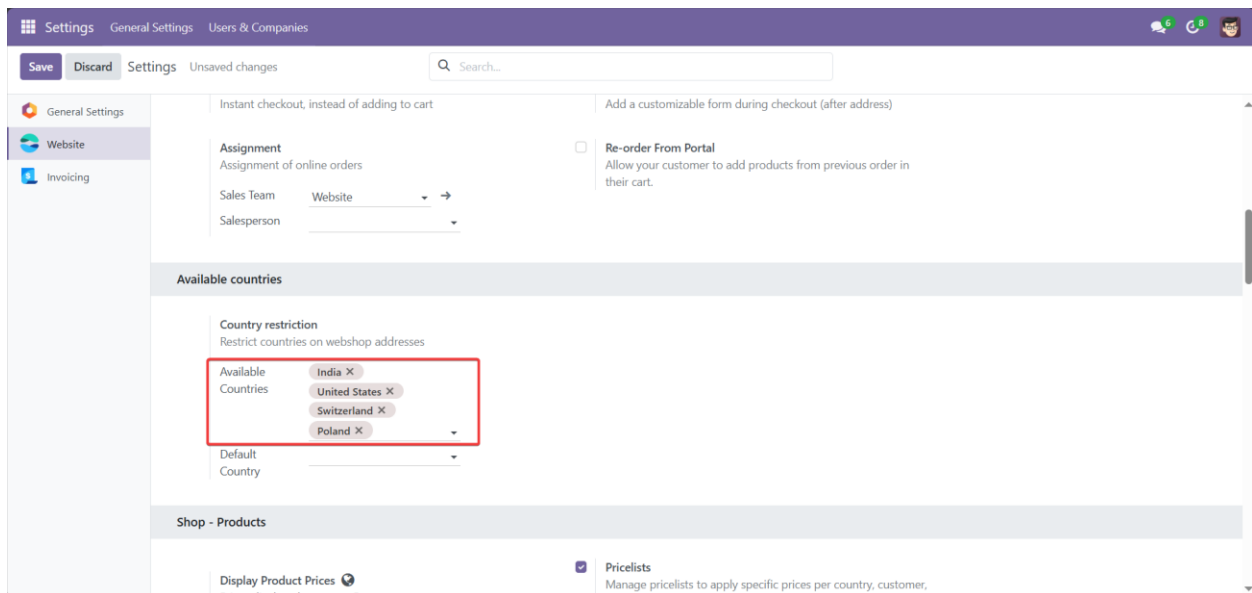 Settings General Settings Users & Companies 6 8
Save Discard Settings Unsaved changes Search...
General Settings
Website
Invoicing
Instant checkout, instead of adding to cart
Add a customizable form during checkout (after address)
Assignment
Assignment of online orders
Sales Team Website
Salesperson
Re-order From Portal
Allow your customer to add products from previous order in
their cart.
Available countries
Country restriction
Restrict countries on webshop addresses
Available India ×
Countries United States ×
Switzerland ×
Poland ×
Default
Country
Shop - Products
Display Product Prices
Pricelists
Manage pricelists to apply specific prices per country, customer,